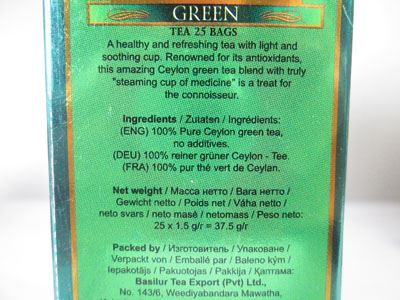 GREEN
TEA 25 BAGS
A healthy and refreshing tea with light and
soothing cup. Renowned for its antioxidants,
this amazing Ceylon green tea blend with truly
"steaming cup of medicine" is a treat for
the connoisseur.
Ingredients / Zutatен / Ingrédients:
(ENG) 100% Pure Ceylon green tea,
no additives.
(DEU) 100% reiner grüner Ceylon - Tee.
(FRA) 100% pur thé vert de Ceylan.
Net weight / Масса нетто / Вага нетто /
Gewicht netto / Poids net / Váha netto /
neto svars / neto masė / netomass / Peso neto:
25 x 1.5g/r = 37.5g/r
Packed by / Изготовитель / Упаковане /
Verpackt von / Emballé par / Baleno kým /
Iepakotājs / Pakuotojas / Pakkija / Қаптама:
Basilur Tea Export (Pvt) Ltd.,
No. 143/6, Weediyabandara Mawatha,